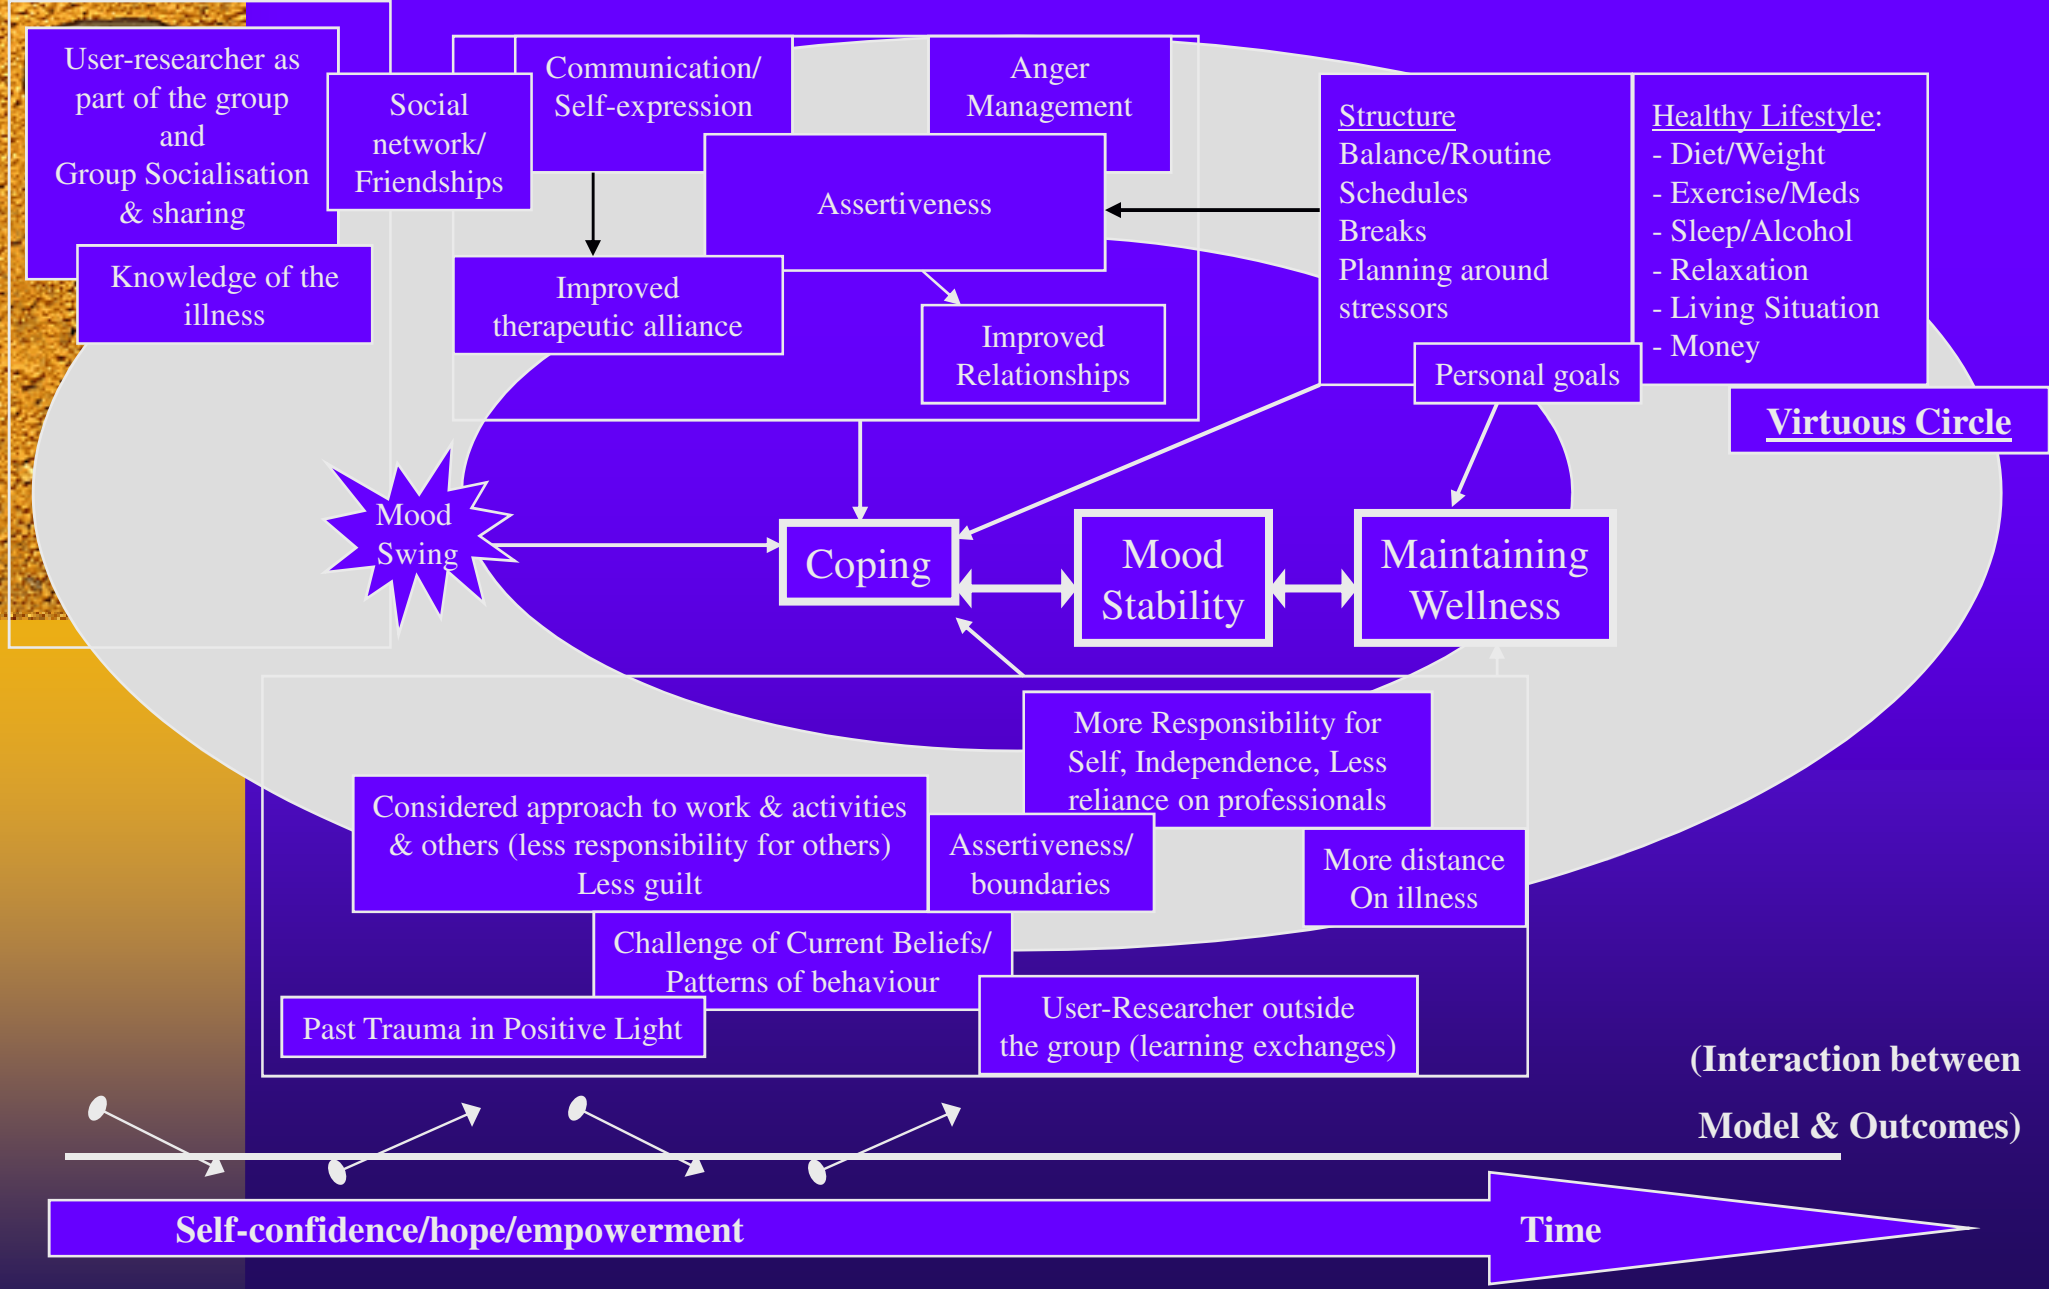 User-researcher as
part of the group
and
Group Socialisation
& sharing
Knowledge of the
illness
Social
network/
Friendships
Communication/
Self-expression
Anger
Management
Assertiveness
Improved
therapeutic alliance
Improved
Relationships
Structure
Balance/Routine
Schedules
Breaks
Planning around
stressors
Healthy Lifestyle:
- Diet/Weight
- Exercise/Meds
- Sleep/Alcohol
- Relaxation
- Living Situation
- Money
Personal goals
Virtuous Circle
Mood
Swing
Coping
Mood
Stability
Maintaining
Wellness
More Responsibility for
Self, Independence, Less
reliance on professionals
Considered approach to work & activities
& others (less responsibility for others)
Less guilt
Assertiveness/
boundaries
More distance
On illness
Challenge of Current Beliefs/
Patterns of behaviour
Past Trauma in Positive Light
User-Researcher outside
the group (learning exchanges)
(Interaction between
Model & Outcomes)
Self-confidence/hope/empowerment
Time